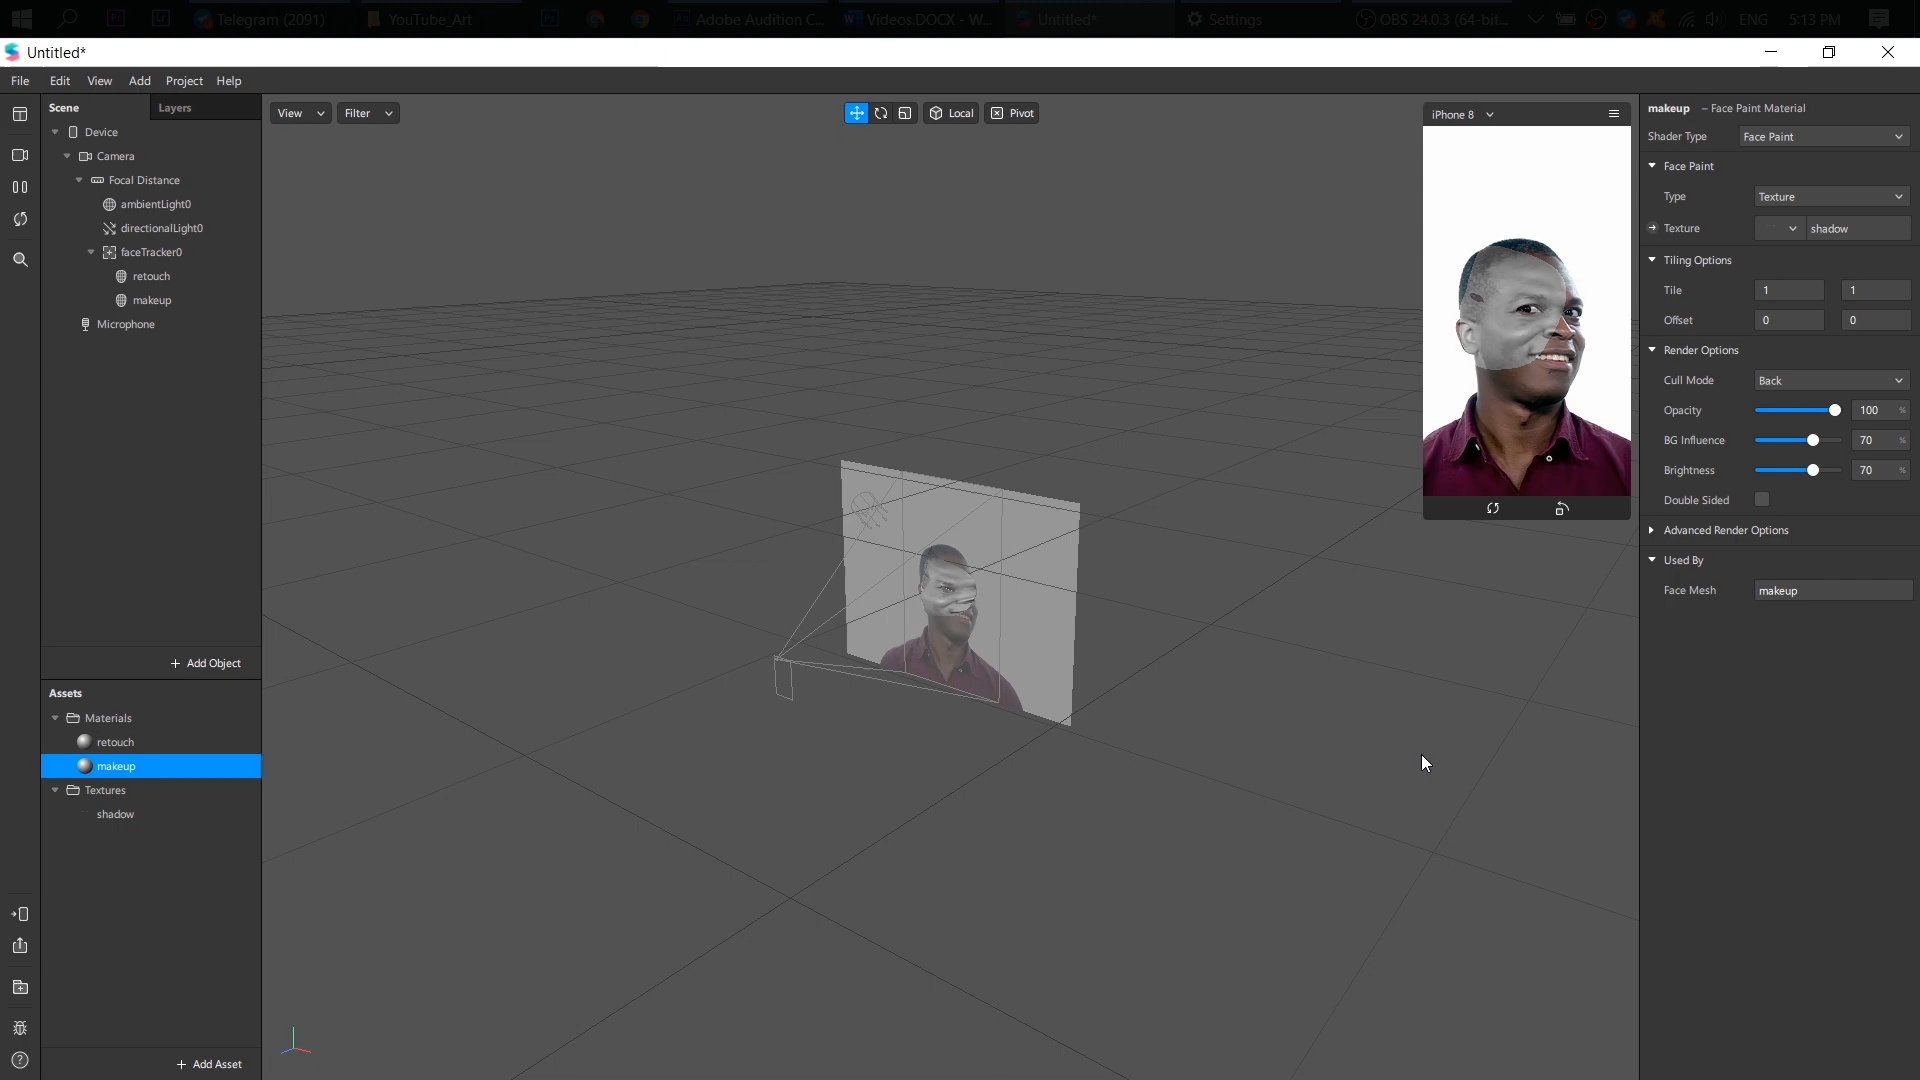 Telegram (2091)
YouTube_Art
Adobe Audition C...
Videos.DOCX - W...
Untitled*
Settings
OBS 24.0.3 (64-bit...
ENG
5:13 PM
Untitled*
File Edit View Add Project Help
Scene
Layers
Device
Camera
Focal Distance
ambientLight0
directionalLight0
faceTracker0
retouch
makeup
Microphone
+ Add Object
Assets
Materials
retouch
makeup
Textures
shadow
+ Add Asset
View
Filter
Local
Pivot
iPhone 8
makeup – Face Paint Material
Shader Type Face Paint
Face Paint
Type Texture
Texture shadow
Tiling Options
Tile 1 1
Offset 0 0
Render Options
Cull Mode Back
Opacity 100 %
BG Influence 70 %
Brightness 70 %
Double Sided
Advanced Render Options
Used By
Face Mesh makeup